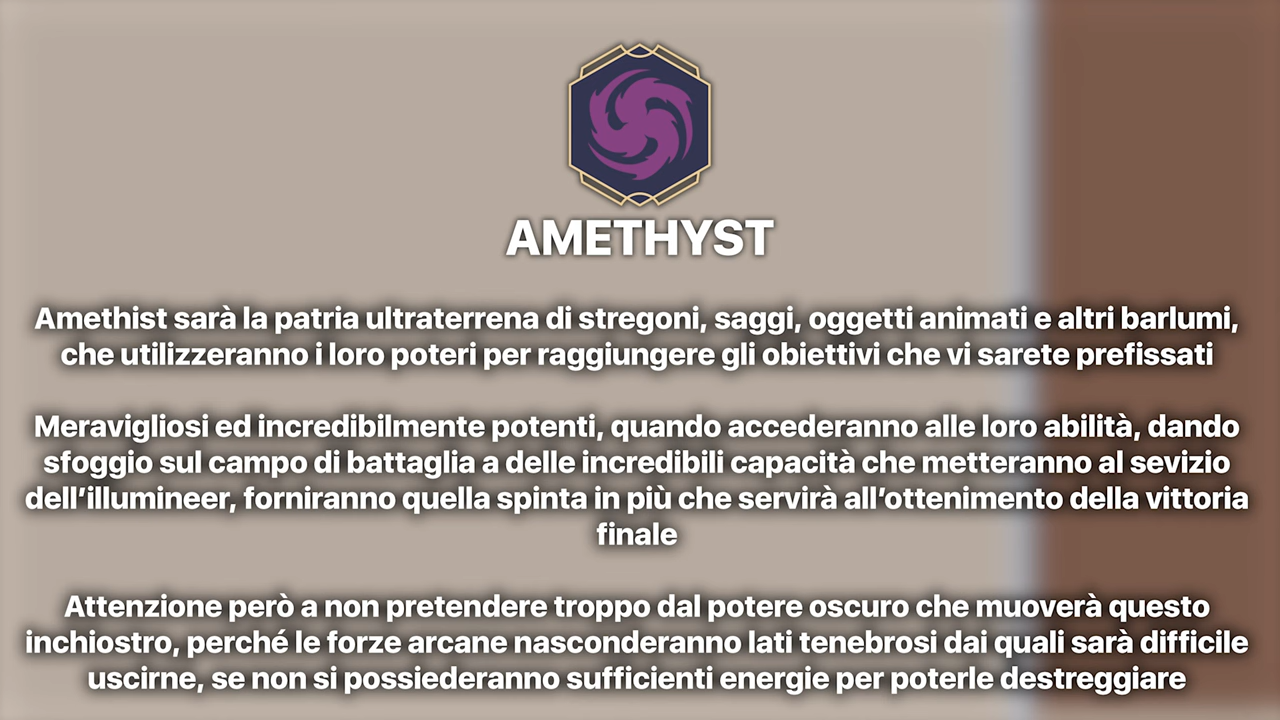 AMETHYST
Amethist sarà la patria ultraterrena di stregoni, saggi, oggetti animati e altri barlumi,
che utilizzeranno i loro poteri per raggiungere gli obiettivi che vi sarete prefissati
Meravigliosi ed incredibilmente potenti, quando accederanno alle loro abilità, dando
sfoggio sul campo di battaglia a delle incredibili capacità che metteranno al sevizio
dell’illumineer, forniranno quella spinta in più che servirà all’ottenimento della vittoria
finale
Attenzione però a non pretendere troppo dal potere oscuro che muoverà questo
inchiostro, perché le forze arcane nasconderanno lati tenebrosi dai quali sarà difficile
uscirne, se non si possiederanno sufficienti energie per poterle destreggiare